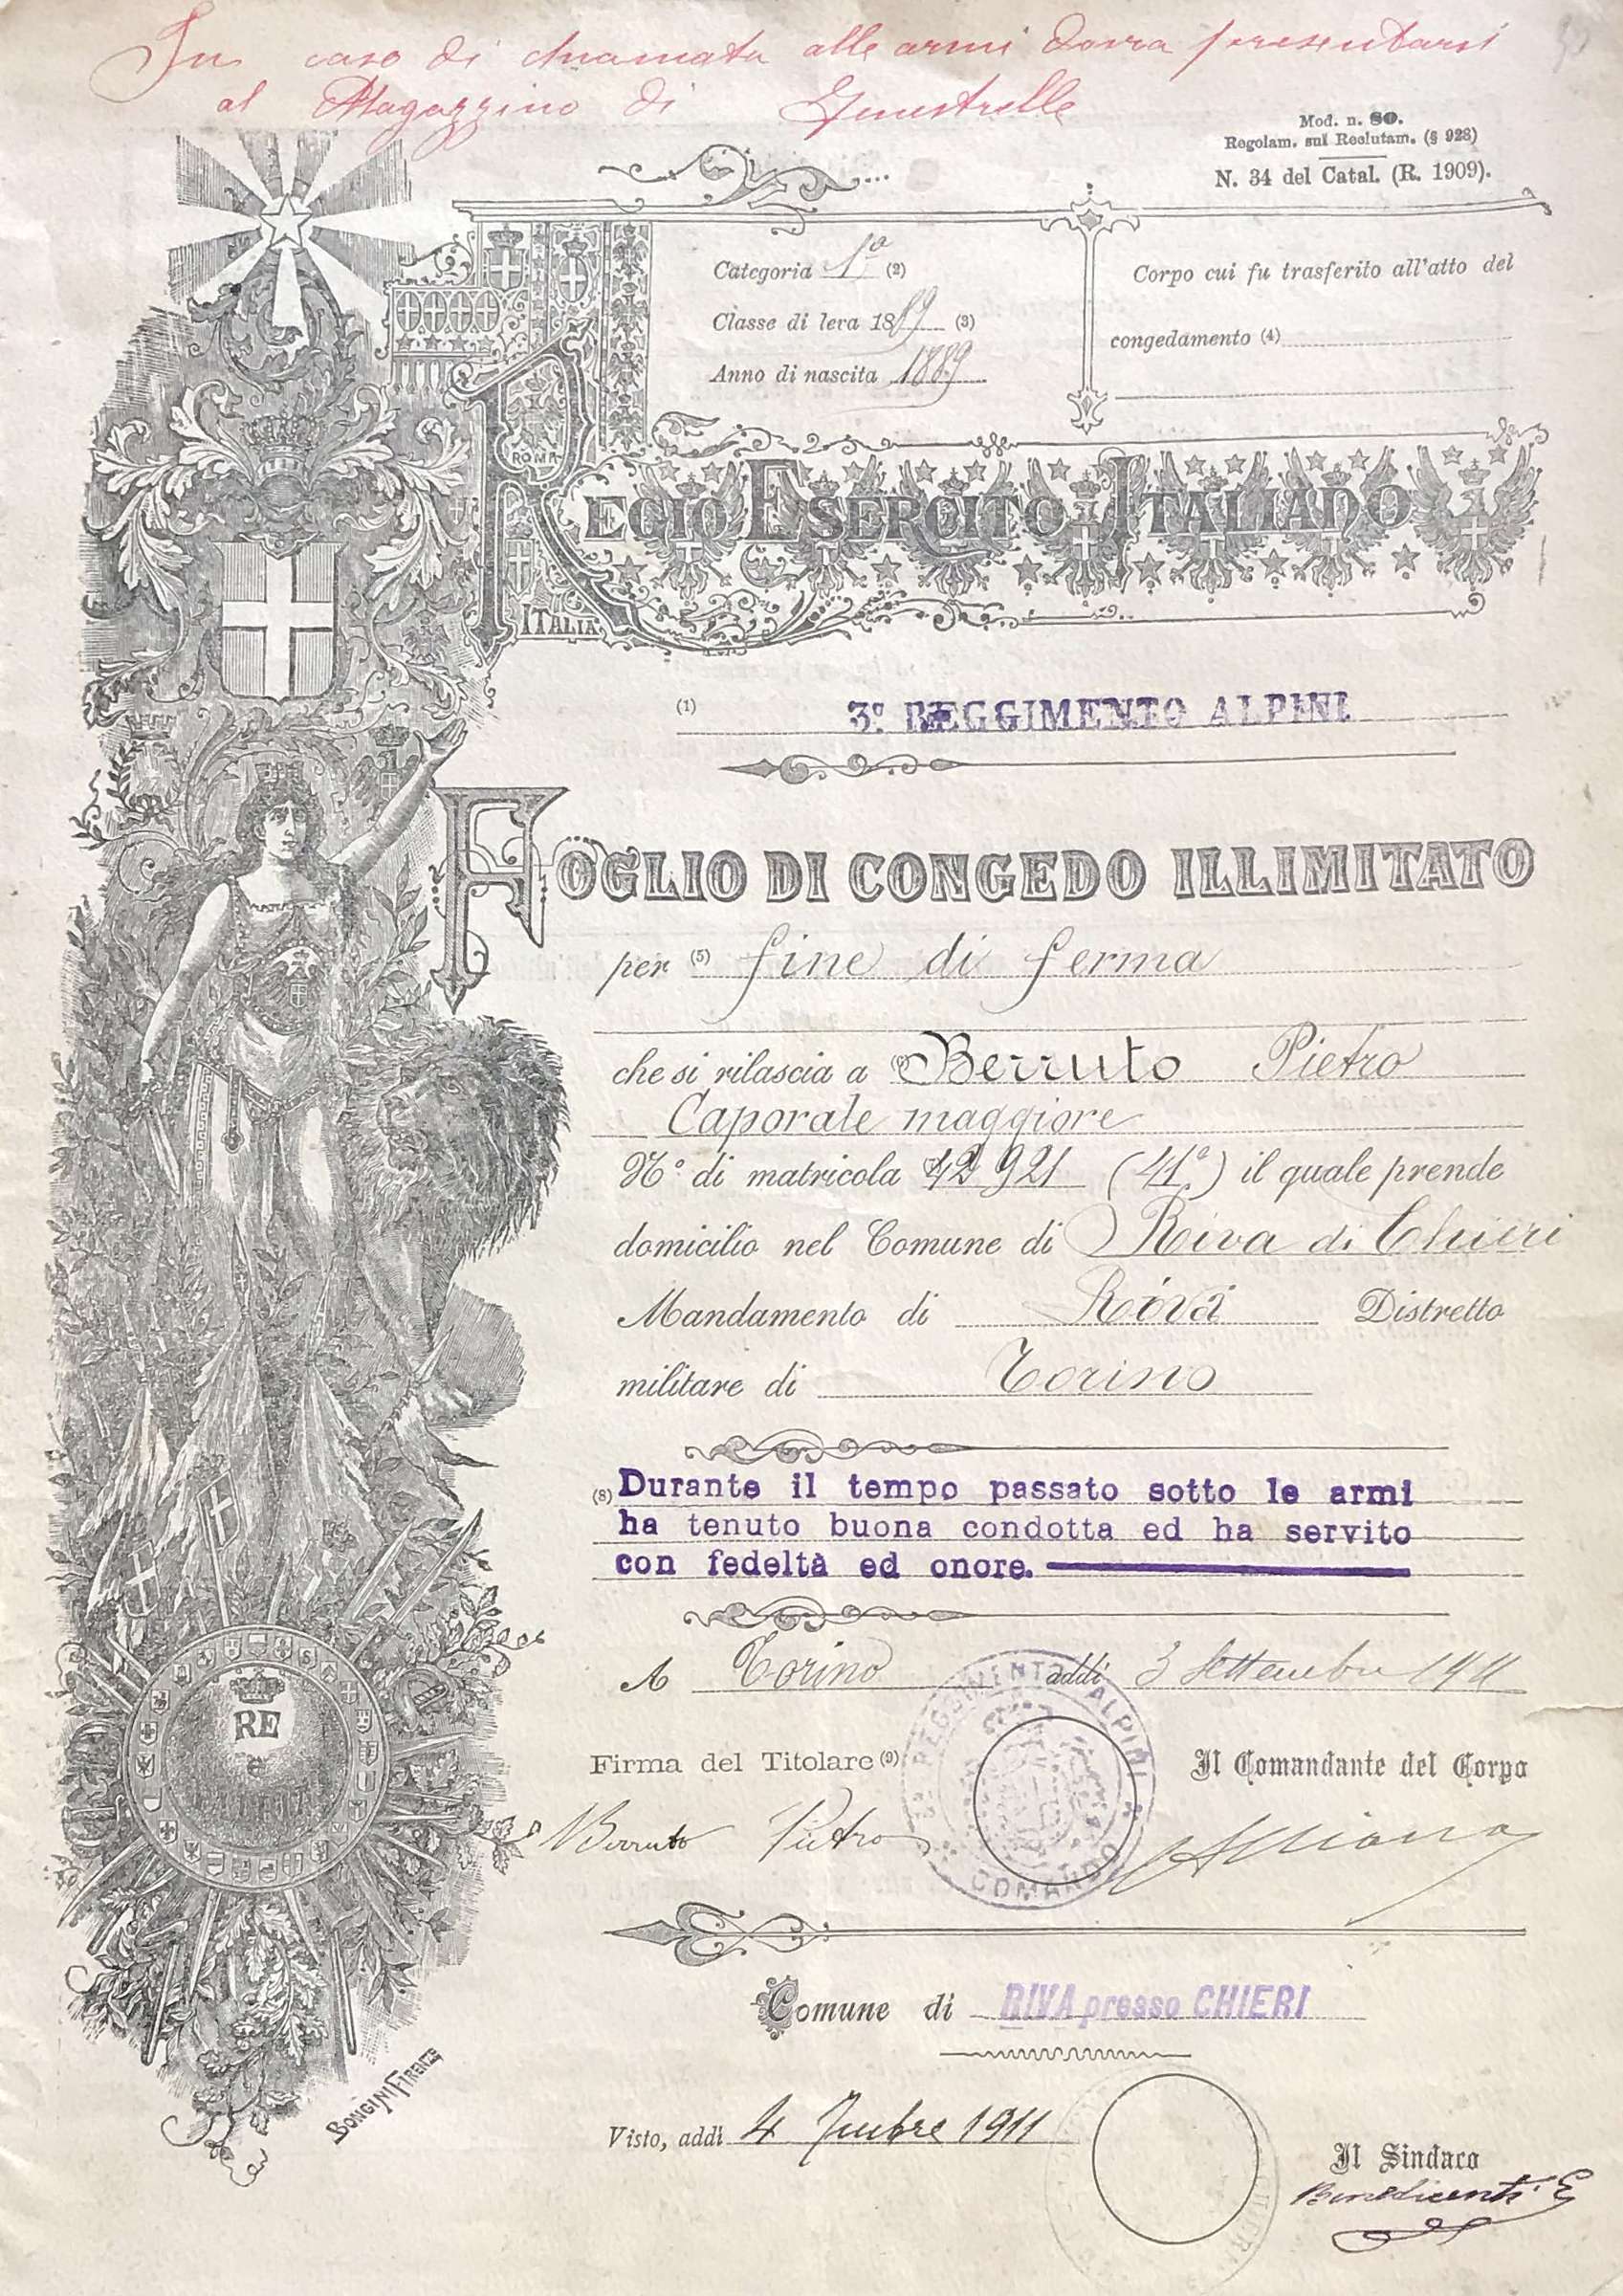 In caso di chiamata alle armi dovra presentarsi
al Magazzino di
Mod. n. 80.
Regolam. sul Reclutam. (§ 923)
N. 34 del Catal. (R. 1909).
Categoria 1ª (2)
Classe di leva 1889 (3)
Anno di nascita 1889
Corpo cui fu trasferito all'atto del
congedamento (4)
ROMA
REGIO ESERCITO ITALIANO
ITALIA
(1) 3º REGGIMENTO ALPINI
FOGLIO DI CONGEDO ILLIMITATO
per (5) fine di ferma
che si rilascia a Berruto Pietro
Caporale maggiore
Nº di matricola 42921 (41ª) il quale prende
domicilio nel Comune di Riva di Chieri
Mandamento di Riva Distretto
militare di Torino
(8) Durante il tempo passato sotto le armi
ha tenuto buona condotta ed ha servito
con fedeltà ed onore.
A Torino addì 3 Settembre 1911
3º REGGIMENTO ALPINI COMANDO
RE
è
Firma del Titolare (9)
Il Comandante del Corpo
Berruto Pietro
Comune di RIVA presso CHIERI
BONGINI FIRENZE
Visto, addì 4 7mbre 1911
Il Sindaco
Benedicenti E